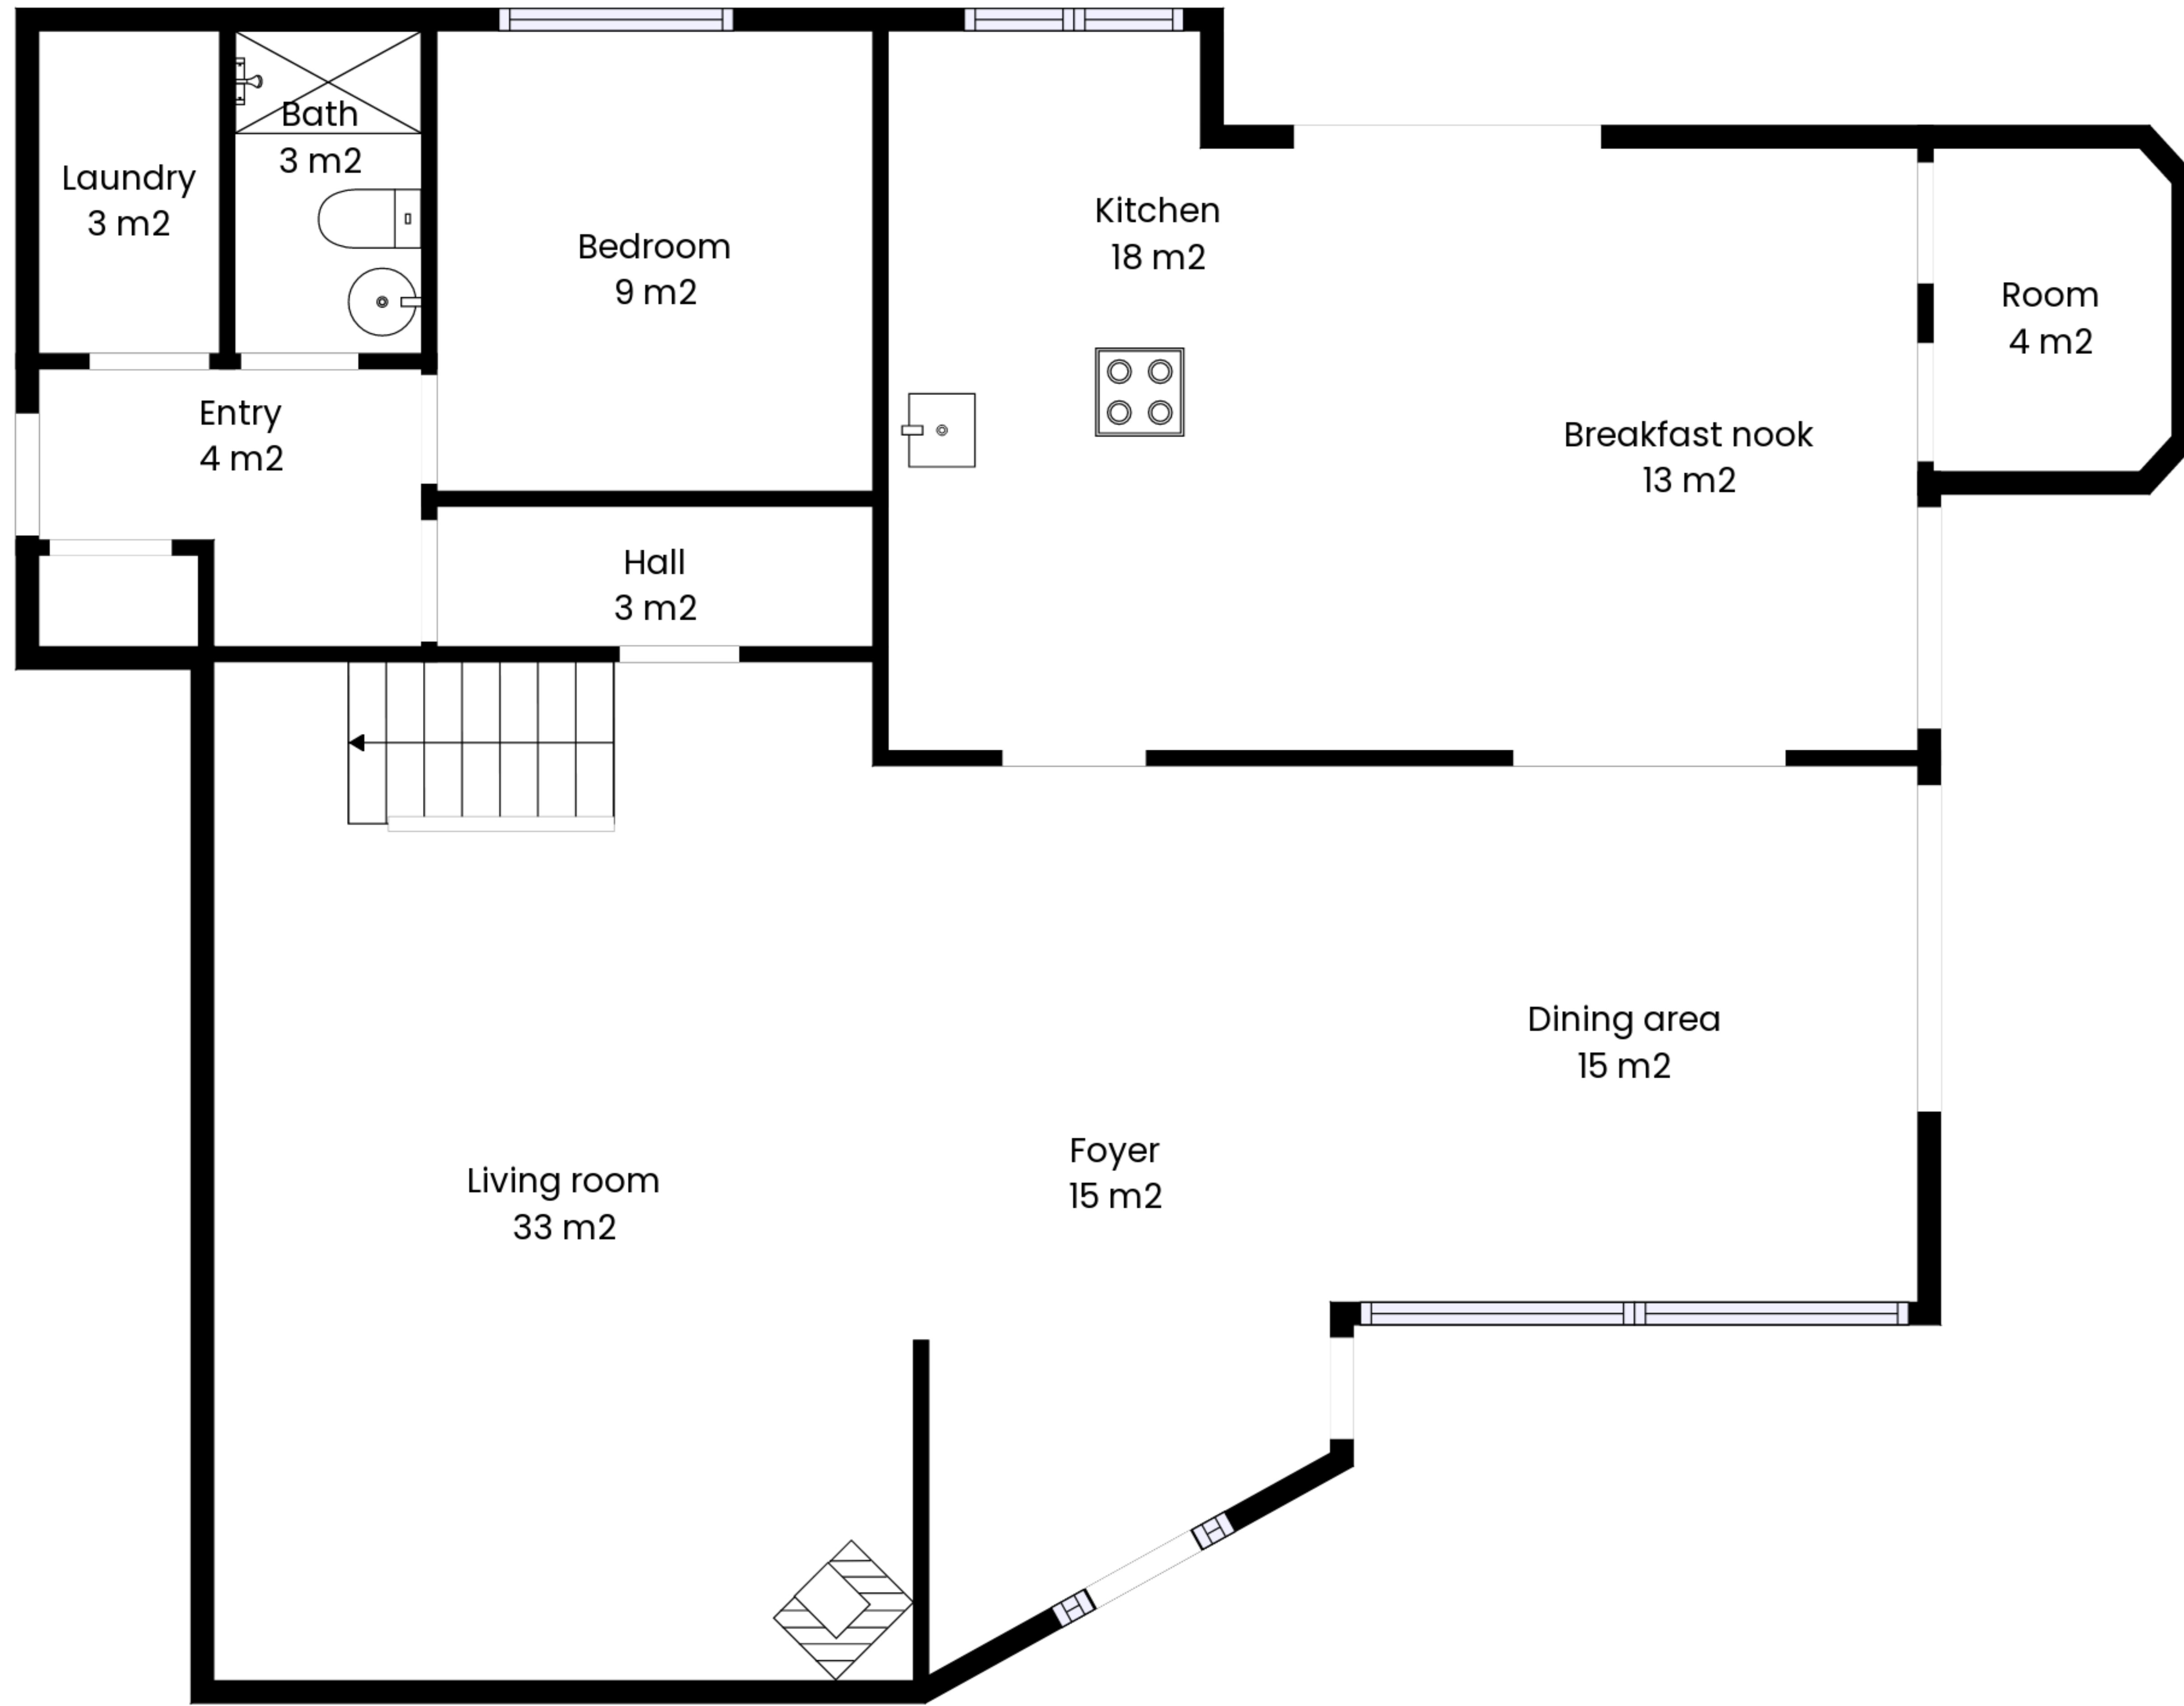 Bath
3 m2
Laundry
3 m2
Kitchen
18 m2
Bedroom
9 m2
Room
4 m2
Entry
4 m2
Breakfast nook
13 m2
Hall
3 m2
Dining area
15 m2
Foyer
15 m2
Living room
33 m2